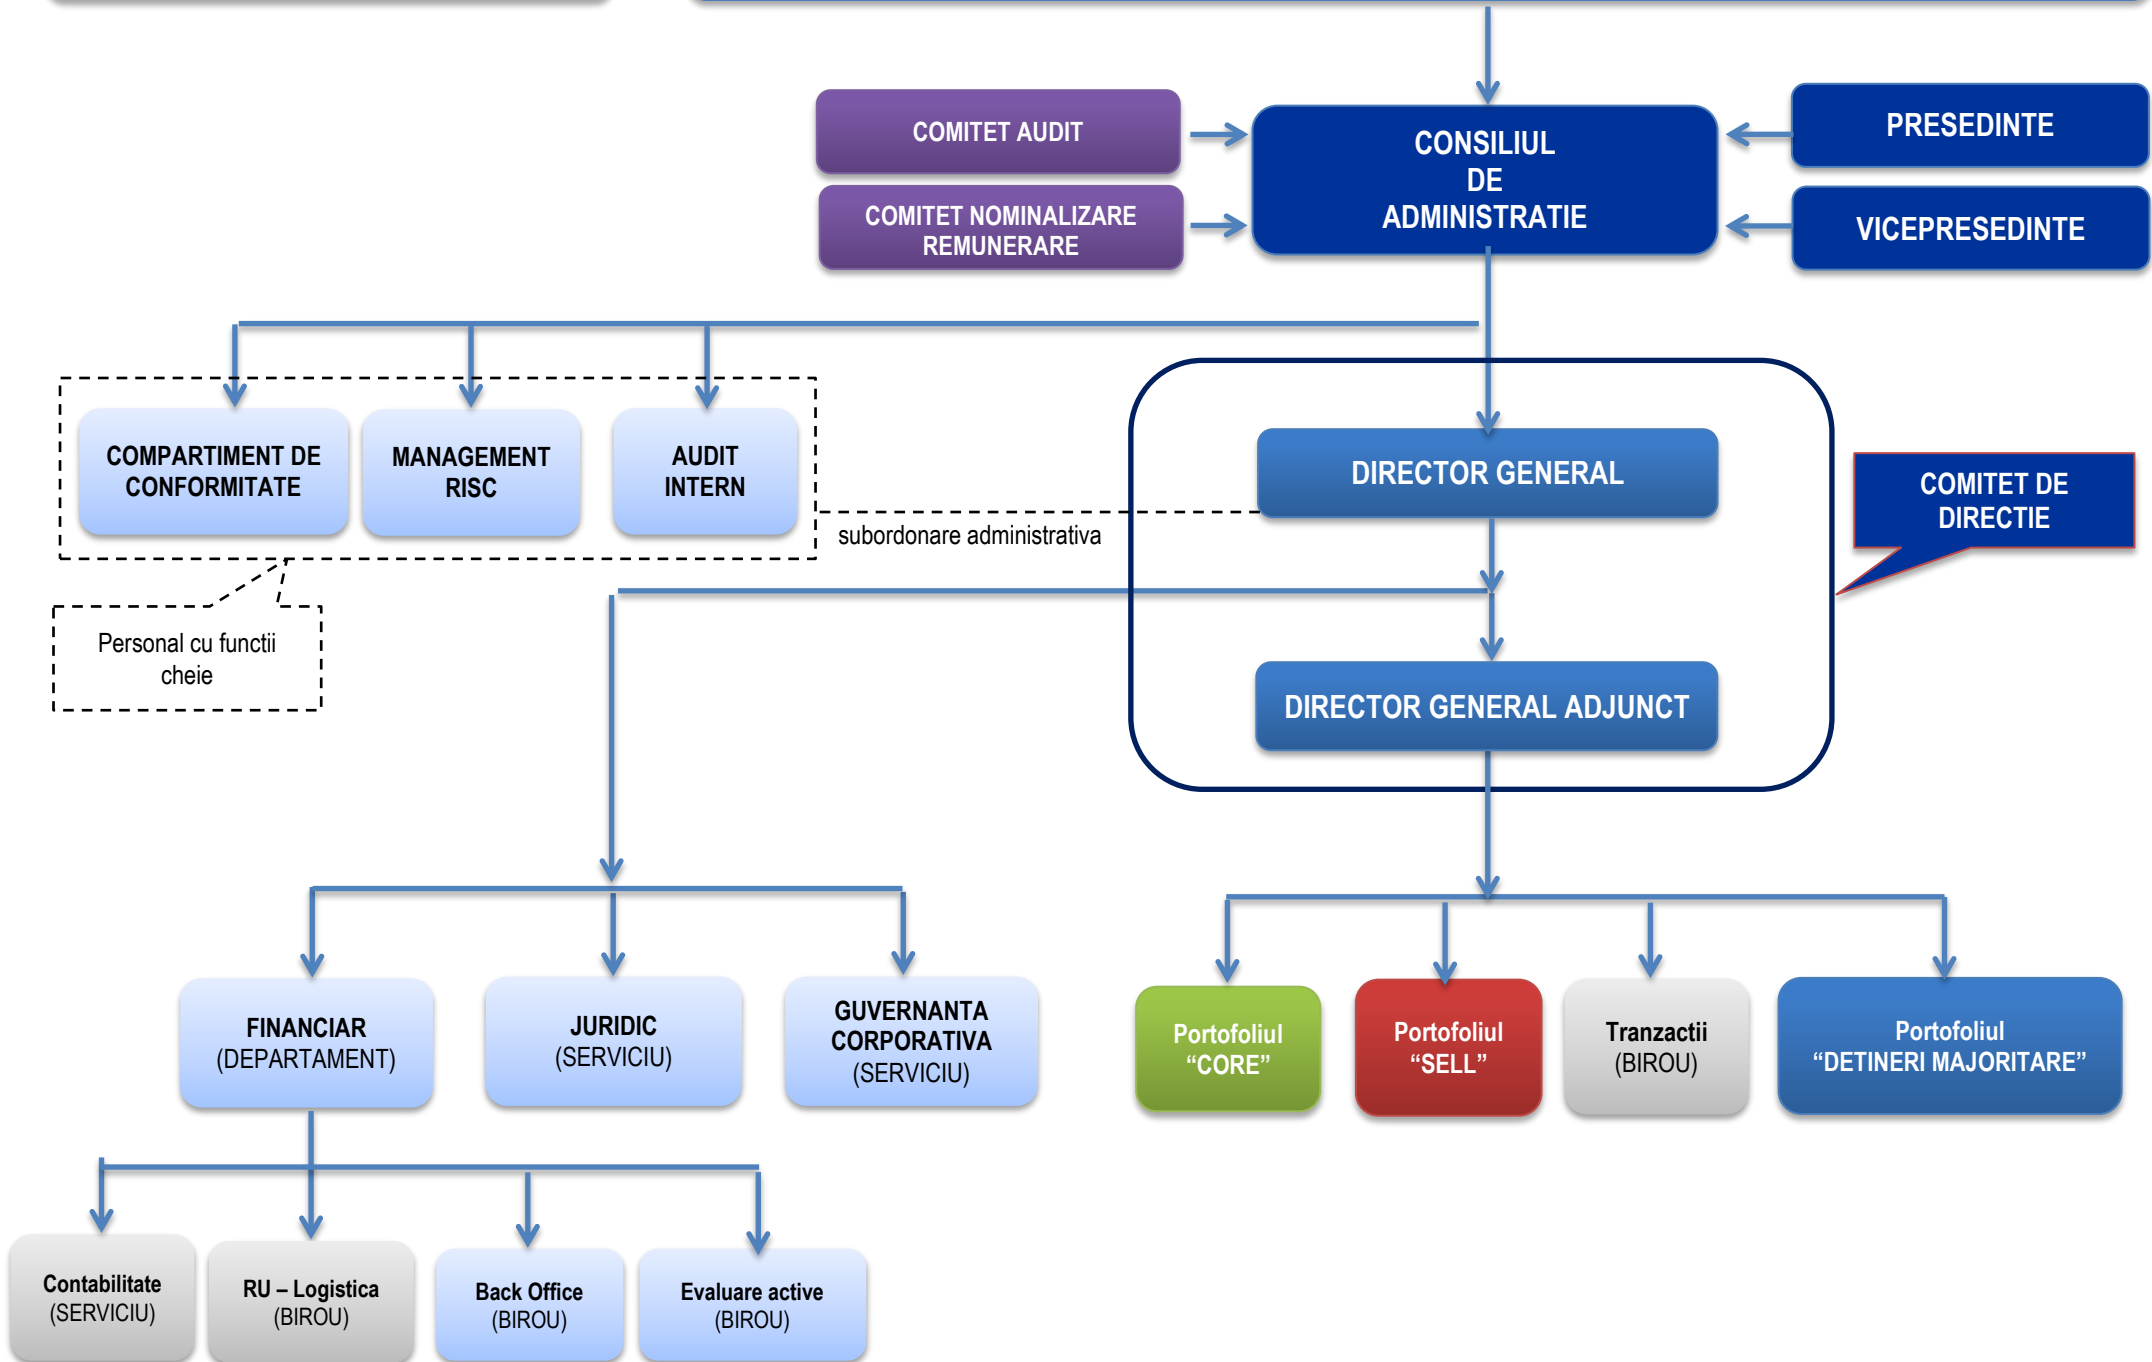 COMITET AUDIT
COMITET NOMINALIZARE
REMUNERARE
CONSILIUL
DE
ADMINISTRATIE
PRESEDINTE
VICEPRESEDINTE
COMPARTIMENT DE
CONFORMITATE
MANAGEMENT
RISC
AUDIT
INTERN
DIRECTOR GENERAL
COMITET DE
DIRECTIE
subordonare administrativa
Personal cu functii
cheie
DIRECTOR GENERAL ADJUNCT
FINANCIAR
(DEPARTAMENT)
JURIDIC
(SERVICIU)
GUVERNANTA
CORPORATIVA
(SERVICIU)
Portofoliul
“CORE”
Portofoliul
“SELL”
Tranzactii
(BIROU)
Portofoliul
“DETINERI MAJORITARE”
Contabilitate
(SERVICIU)
RU – Logistica
(BIROU)
Back Office
(BIROU)
Evaluare active
(BIROU)